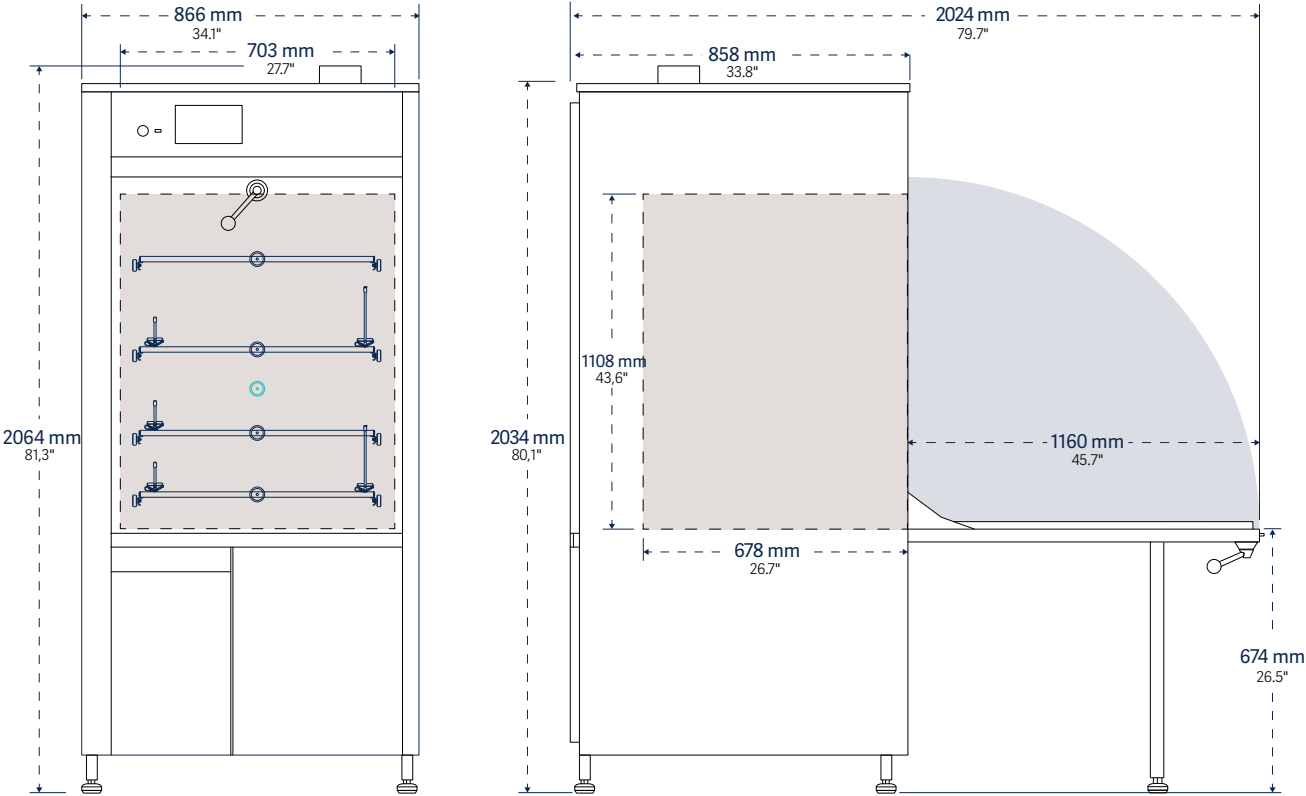 866 mm
34.1"
703 mm
27.7"
2064 mm
81,3"
2024 mm
79.7"
858 mm
33.8"
1108 mm
43,6"
2034 mm
80,1"
1160 mm
45.7"
678 mm
26.7"
674 mm
26.5"